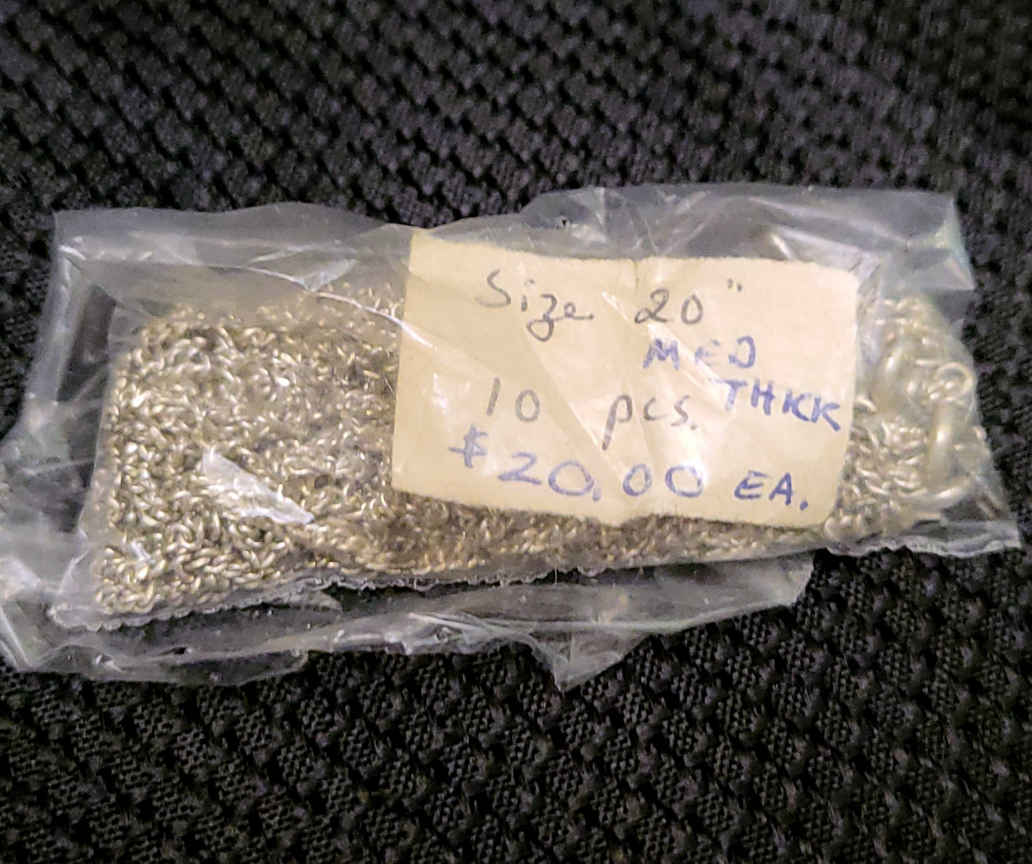 Size 20"
MED
10 pcs. THKK
$20.00 EA.